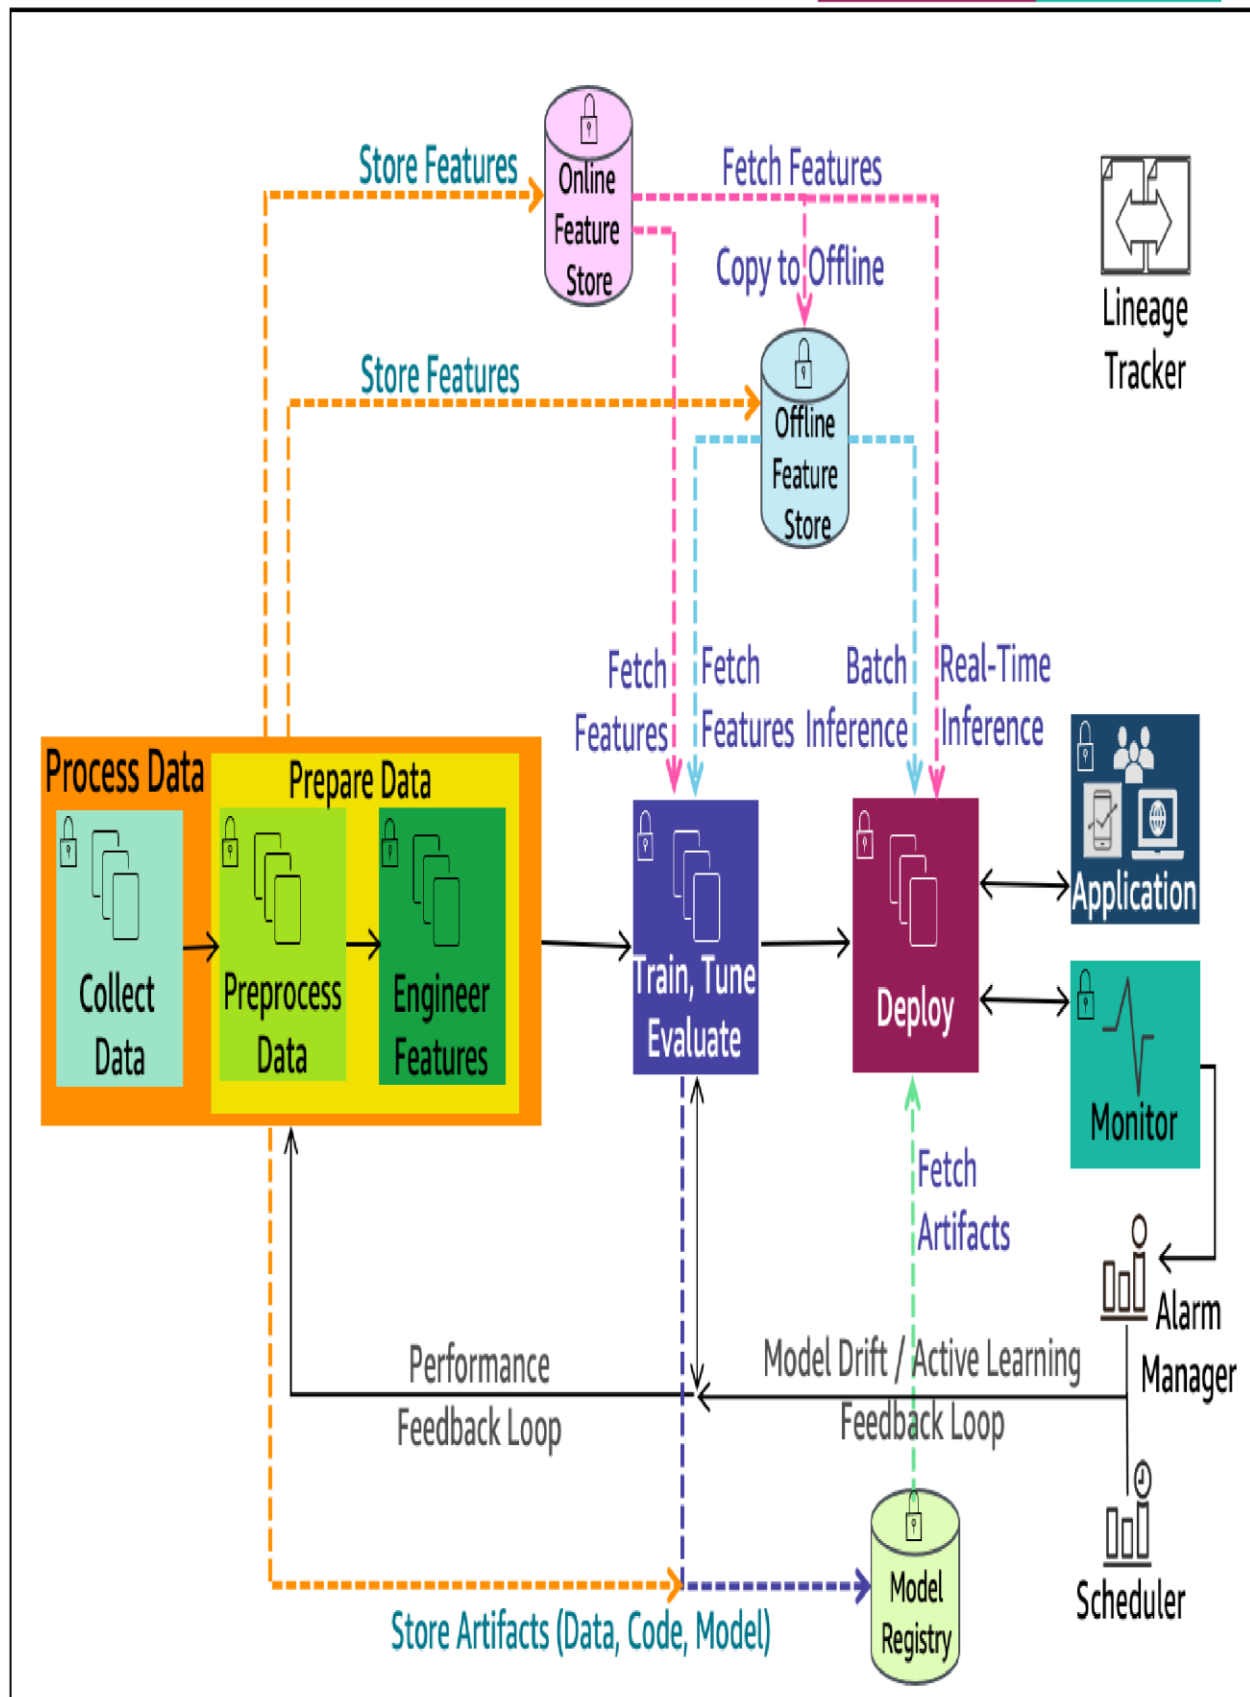 Store Features
Online
Feature
Store
Fetch Features
Copy to Offline
Lineage
Tracker
Store Features
Offline
Feature
Store
Fetch
Features
Fetch
Features
Batch
Inference
Real-Time
Inference
Process Data
Prepare Data
Collect
Data
Preprocess
Data
Engineer
Features
Train, Tune
Evaluate
Deploy
Application
Monitor
Fetch
Artifacts
Alarm
Manager
Performance
Feedback Loop
Model Drift / Active Learning
Feedback Loop
Scheduler
Model
Registry
Store Artifacts (Data, Code, Model)